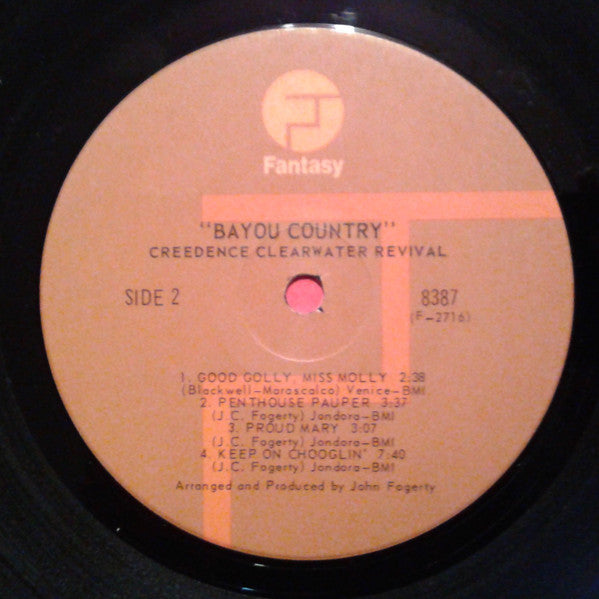 Fantasy
"BAYOU COUNTRY"
CREEDENCE CLEARWATER REVIVAL
SIDE 2
8387
(F-2716)
1. GOOD GOLLY, MISS MOLLY 2:38
(Blackwell-Marascalco) Venice-BMI
2. PENTHOUSE PAUPER 3:37
(J.C. Fogerty) Jondora-BMI
3. PROUD MARY 3:07
(J.C. Fogerty) Jondora-BMI
4. KEEP ON CHOOGLIN' 7:40
(J.C. Fogerty) Jondora-BMI
Arranged and Produced by John Fogerty